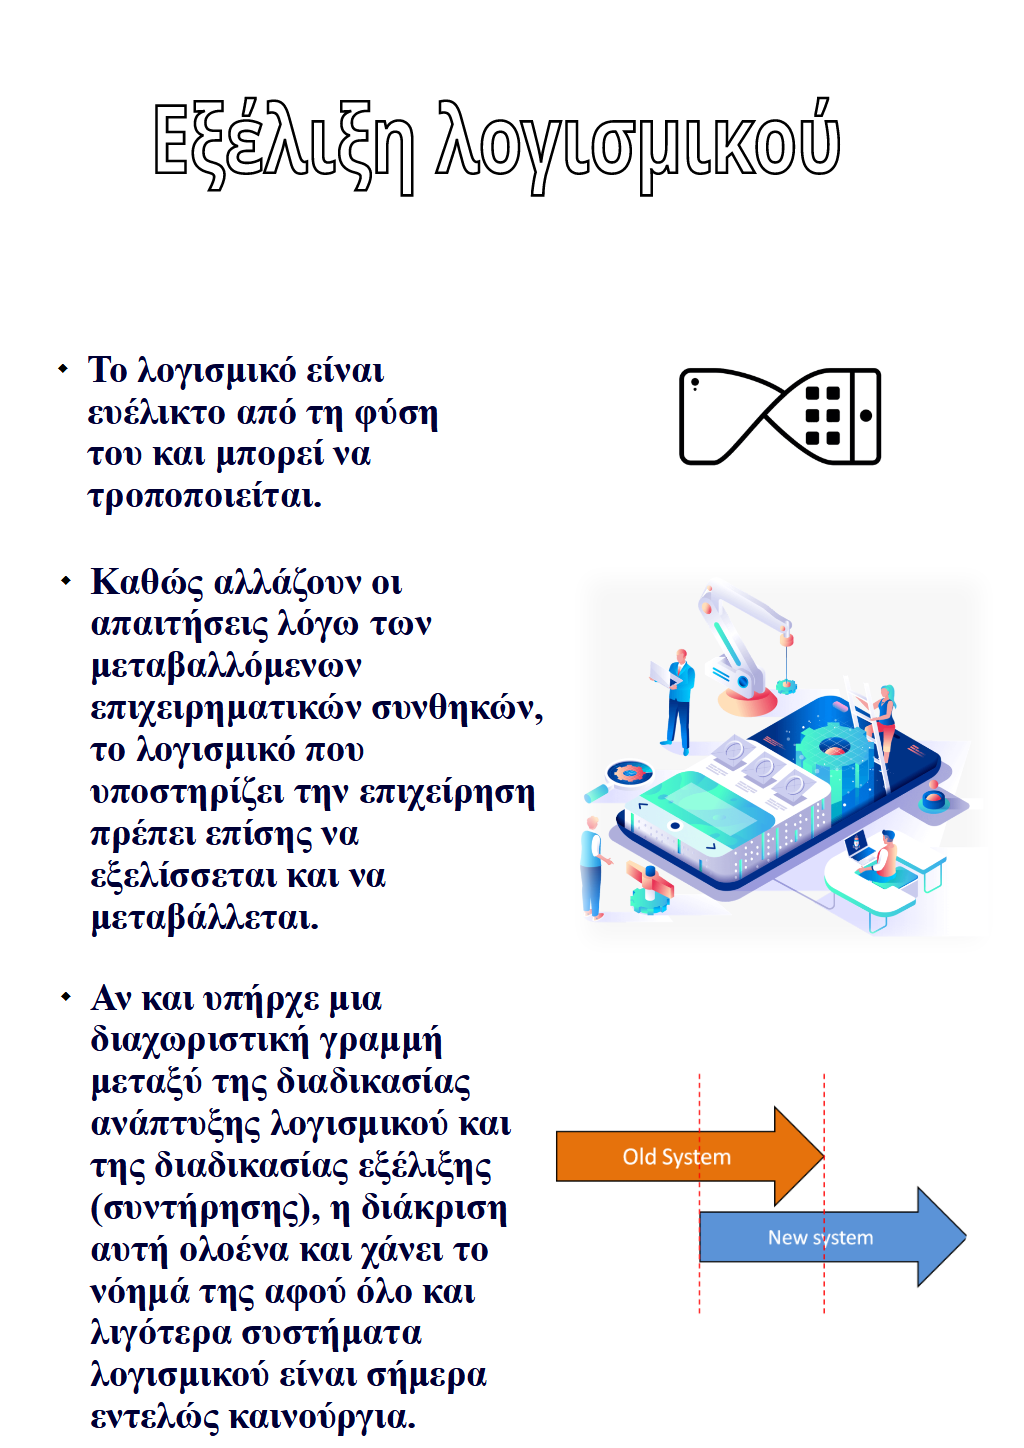 Εξέλιξη λογισμικού
Το λογισμικό είναι
ευέλικτο από τη φύση
του και μπορεί να
τροποποιείται.
Καθώς αλλάζουν οι
απαιτήσεις λόγω των
μεταβαλλόμενων
επιχειρηματικών συνθηκών,
το λογισμικό που
υποστηρίζει την επιχείρηση
πρέπει επίσης να
εξελίσσεται και να
μεταβάλλεται.
Αν και υπήρχε μια
διαχωριστική γραμμή
μεταξύ της διαδικασίας
ανάπτυξης λογισμικού και
της διαδικασίας εξέλιξης
(συντήρησης), η διάκριση
αυτή ολοένα και χάνει το
νόημά της αφού όλο και
λιγότερα συστήματα
λογισμικού είναι σήμερα
εντελώς καινούργια.
Old System
New system